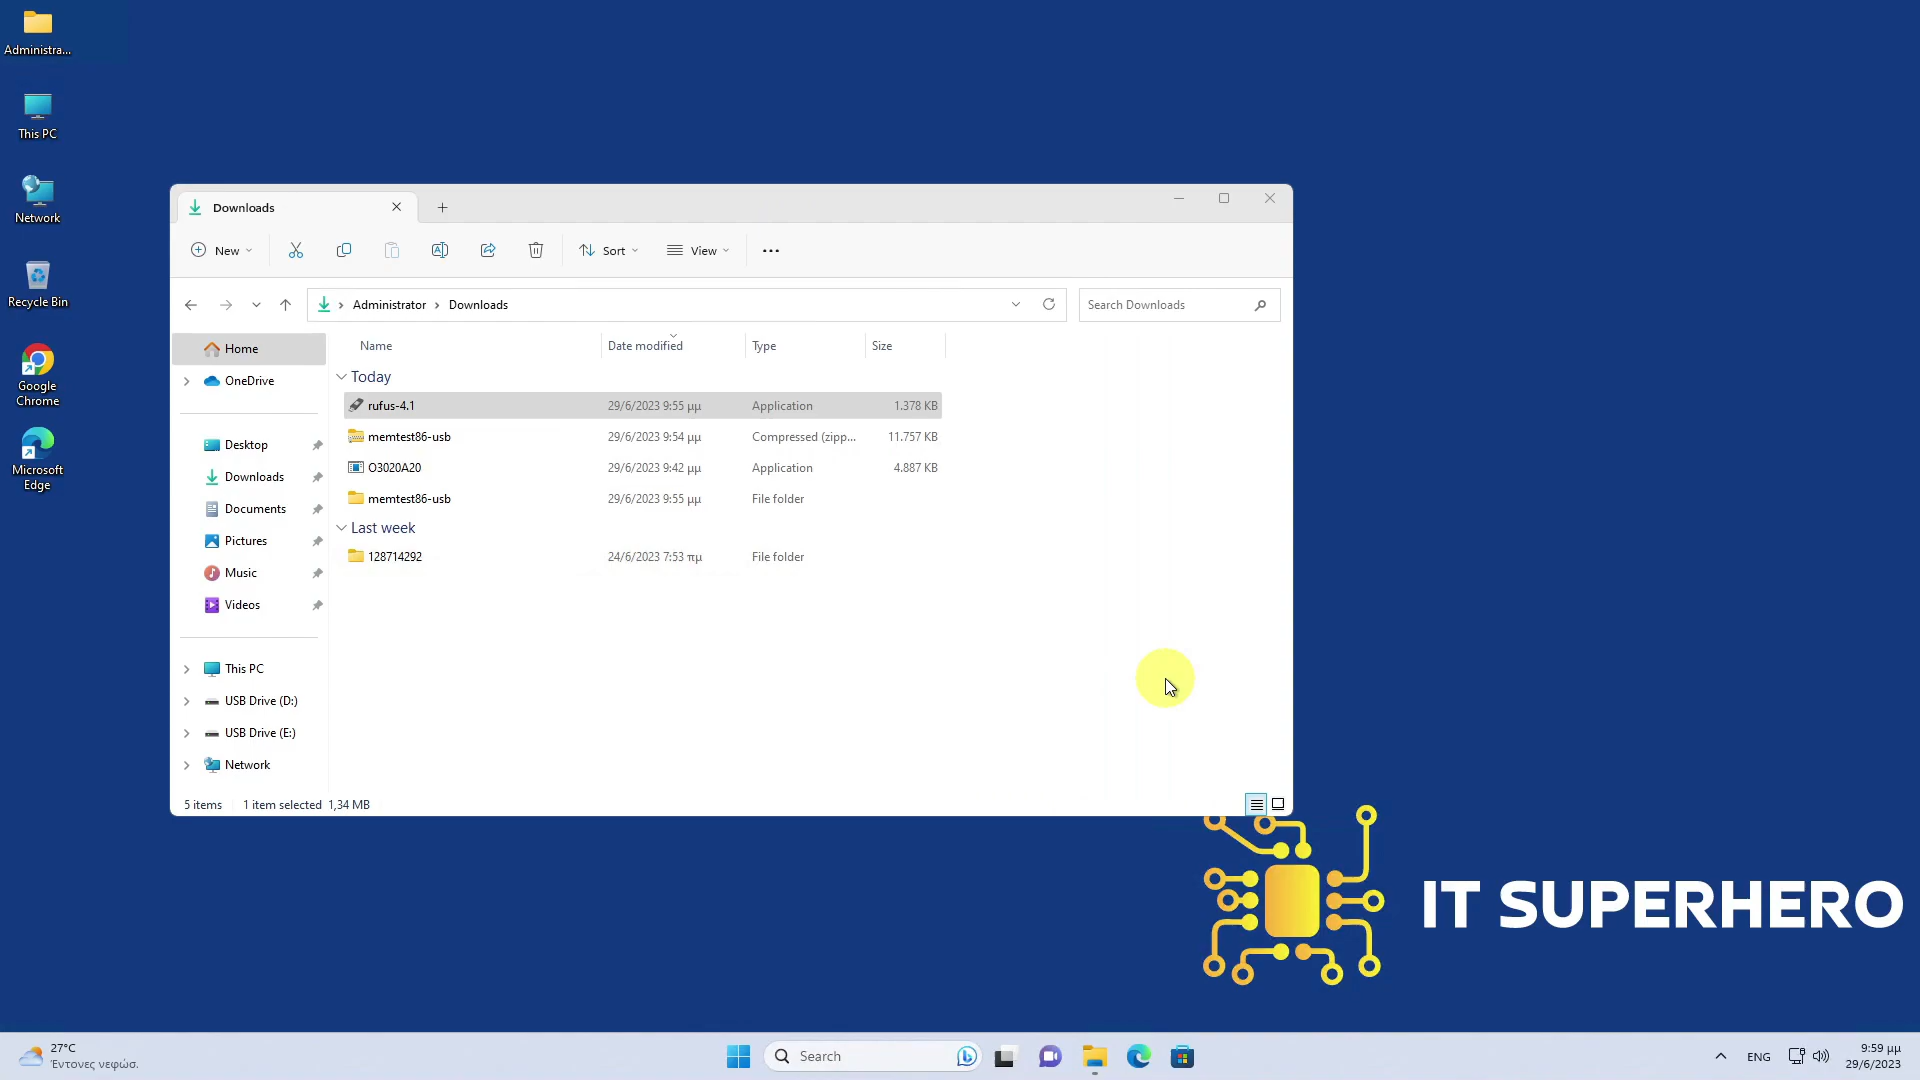 Administra...
This PC
Network
Recycle Bin
Google
Chrome
Microsoft
Edge
Downloads
New
Sort
View
Administrator
Downloads
Search Downloads
Home
OneDrive
Desktop
Downloads
Documents
Pictures
Music
Videos
This PC
USB Drive (D:)
USB Drive (E:)
Network
Name Date modified Type Size
Today
rufus-4.1 29/6/2023 9:55 μμ Application 1.378 KB
memtest86-usb 29/6/2023 9:54 μμ Compressed (zipp... 11.757 KB
O3020A20 29/6/2023 9:42 μμ Application 4.887 KB
memtest86-usb 29/6/2023 9:55 μμ File folder
Last week
128714292 24/6/2023 7:53 πμ File folder
5 items 1 item selected 1,34 MB
IT SUPERHERO
27°C
Έντονες νεφώσ.
Search
ENG
9:59 μμ
29/6/2023